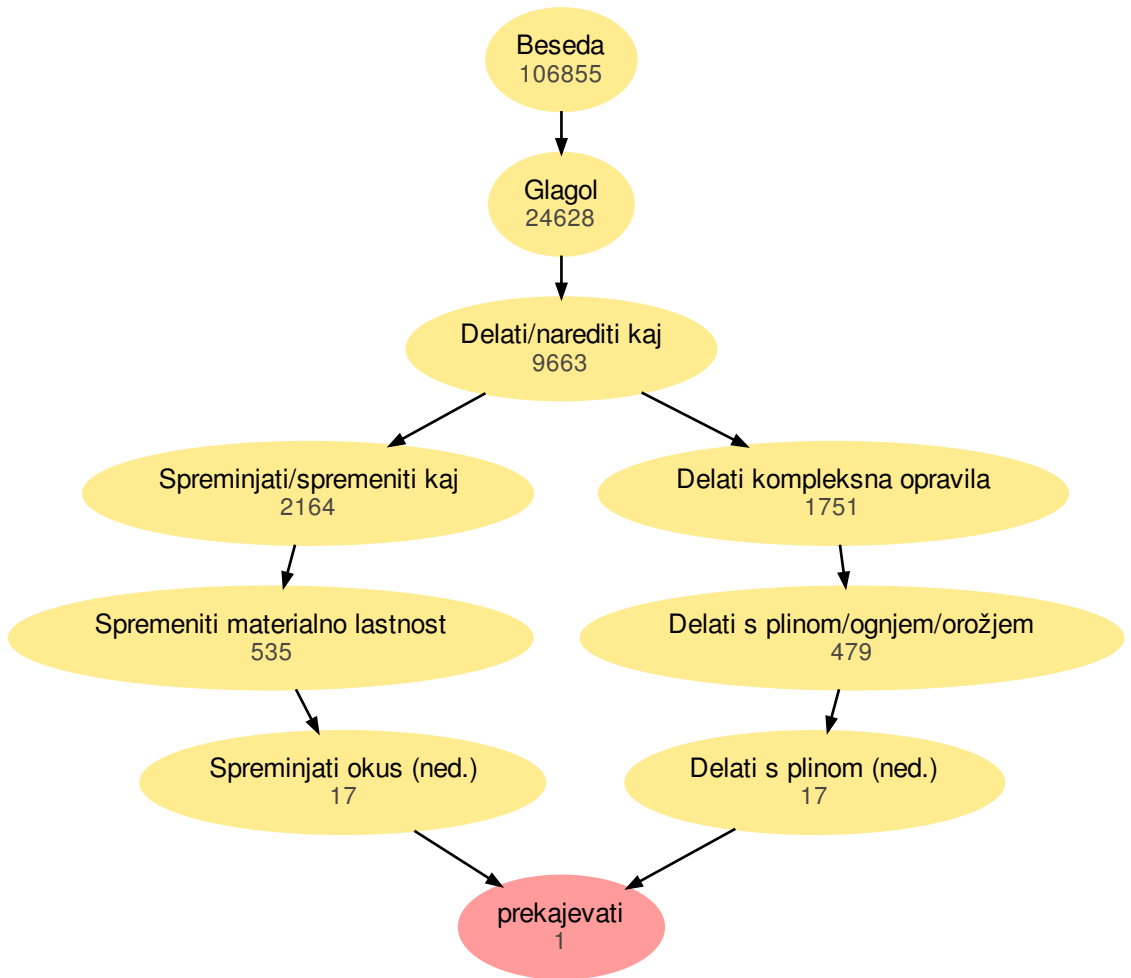 Beseda
106855
Glagol
24628
Delati/narediti kaj
9663
Spreminjati/spremeniti kaj
2164
Delati kompleksna opravila
1751
Spremeniti materialno lastnost
535
Delati s plinom/ognjem/orožjem
479
Spreminjati okus (ned.)
17
Delati s plinom (ned.)
17
prekajevati
1